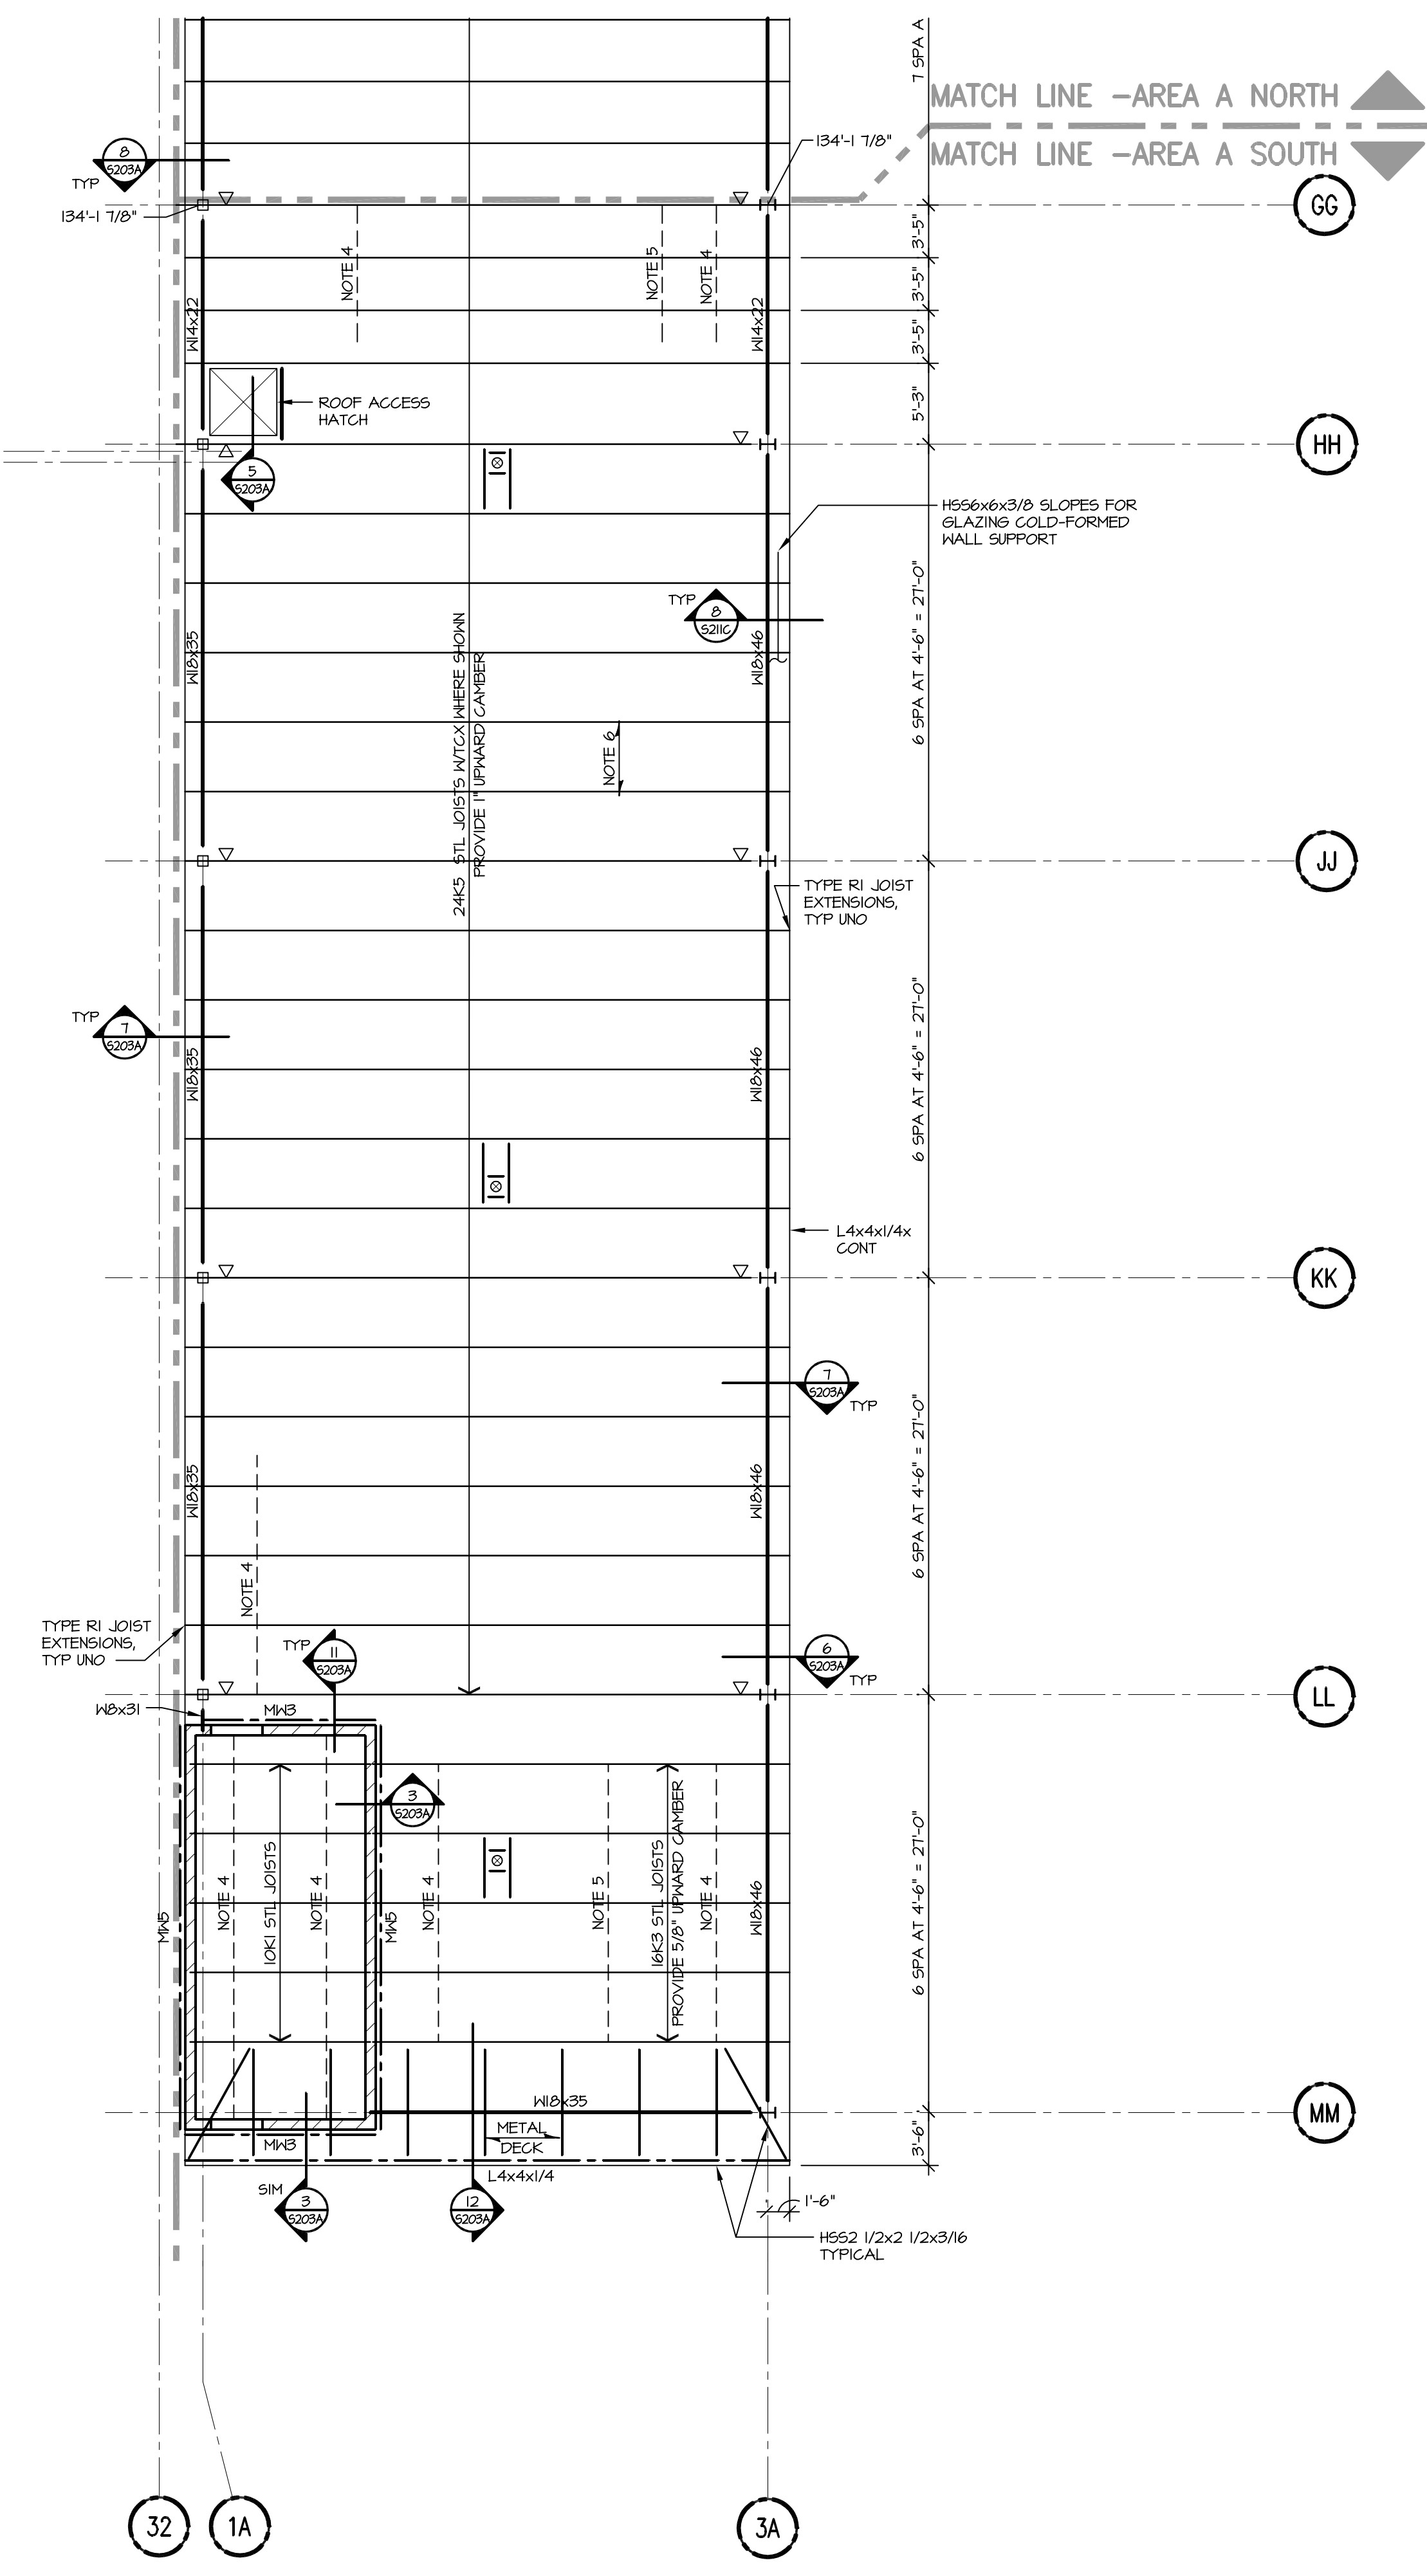 7 SPA A
MATCH LINE -AREA A NORTH
MATCH LINE -AREA A SOUTH
134'-1 7/8"
8
S203A
TYP
134'-1 7/8"
GG
3'-5"
3'-5"
3'-5"
5'-3"
NOTE 4
NOTE 5
NOTE 4
W14x22
W14x22
ROOF ACCESS
HATCH
HH
5
S203A
HSS6x6x3/8 SLOPES FOR
GLAZING COLD-FORMED
WALL SUPPORT
TYP
8
S211C
6 SPA AT 4'-6" = 27'-0"
W18x35
W18x46
24K5 STL JOISTS W/TCX WHERE SHOWN
PROVIDE 1" UPWARD CAMBER
NOTE 6
JJ
TYPE R1 JOIST
EXTENSIONS,
TYP UNO
TYP
7
S203A
W18x35
W18x46
6 SPA AT 4'-6" = 27'-0"
L4x4x1/4x
CONT
KK
7
S203A
TYP
W18x35
W18x46
6 SPA AT 4'-6" = 27'-0"
NOTE 4
TYPE R1 JOIST
EXTENSIONS,
TYP UNO
TYP
11
S203A
6
S203A
TYP
LL
W8x31
MW3
3
S203A
MW5
NOTE 4
10K1 STL JOISTS
NOTE 4
MW5
NOTE 4
NOTE 5
16K3 STL JOISTS
PROVIDE 5/8" UPWARD CAMBER
NOTE 4
W18x46
6 SPA AT 4'-6" = 27'-0"
W18x35
METAL
DECK
MM
3'-6"
MW3
L4x4x1/4
SIM
3
S203A
12
S203A
1'-6"
HSS2 1/2x2 1/2x3/16
TYPICAL
32
1A
3A